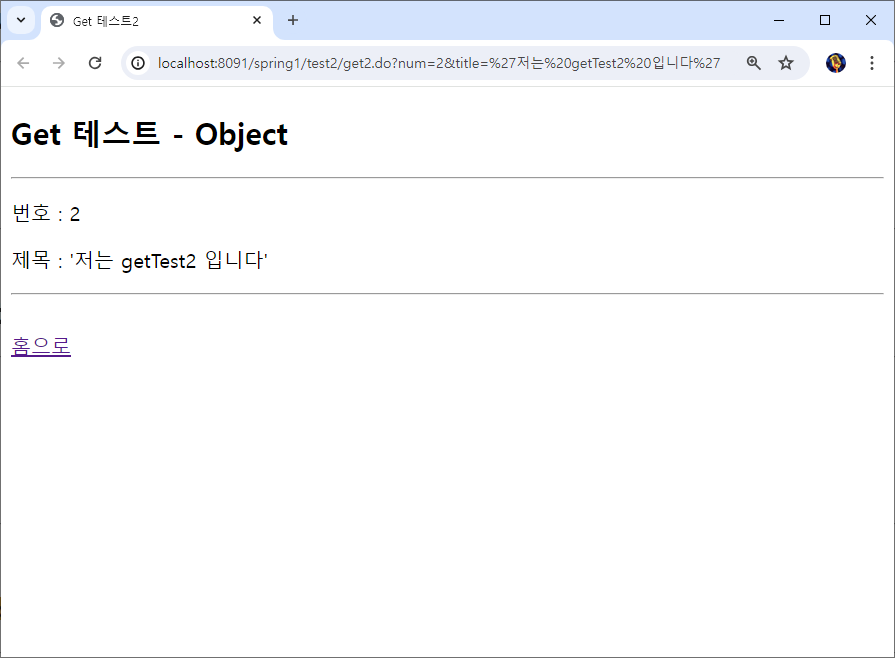 Get 테스트2
localhost:8091/spring1/test2/get2.do?num=2&title=%27저는%20getTest2%20입니다%27
Get 테스트 - Object
번호 : 2
제목 : '저는 getTest2 입니다'
홈으로